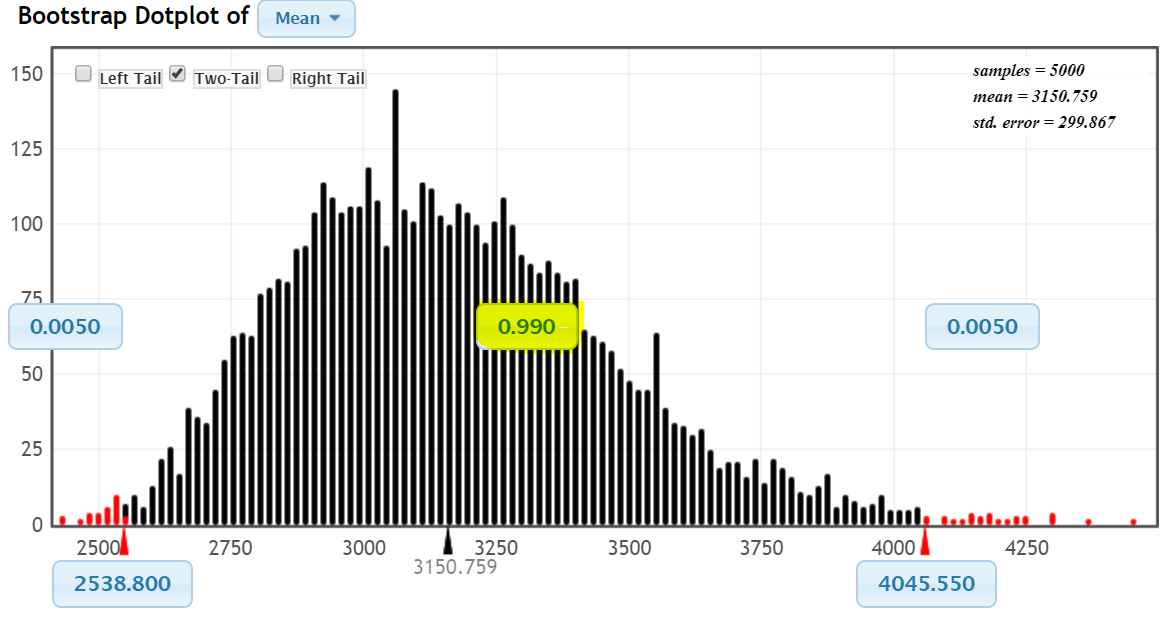 Bootstrap Dotplot of Mean
Left Tail Two-Tail Right Tail
samples = 5000
mean = 3150.759
std. error = 299.867
150
125
100
75
50
25
0
0.0050 0.990 0.0050
2500 2750 3000 3250 3500 3750 4000 4250
3150.759
2538.800 4045.550